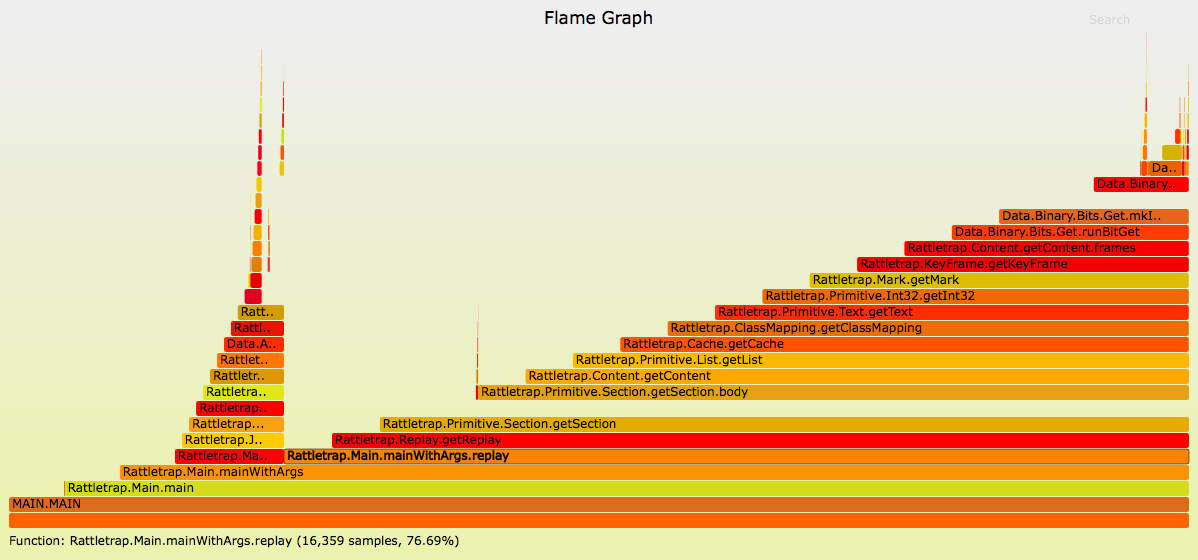 Flame Graph
Search
Da..
Data.Binary..
Data.Binary.Bits.Get.mkI..
Data.Binary.Bits.Get.runBitGet
Rattletrap.Content.getContent.frames
Rattletrap.KeyFrame.getKeyFrame
Rattletrap.Mark.getMark
Rattletrap.Primitive.Int32.getInt32
Ratt.. Rattletrap.Primitive.Text.getText
Rattl.. Rattletrap.ClassMapping.getClassMapping
Data.A.. Rattletrap.Cache.getCache
Rattlet.. Rattletrap.Primitive.List.getList
Rattletr.. Rattletrap.Content.getContent
Rattletra.. Rattletrap.Primitive.Section.getSection.body
Rattletrap..
Rattletrap... Rattletrap.Primitive.Section.getSection
Rattletrap.J.. Rattletrap.Replay.getReplay
Rattletrap.Ma.. Rattletrap.Main.mainWithArgs.replay
Rattletrap.Main.mainWithArgs
Rattletrap.Main.main
MAIN.MAIN
Function: Rattletrap.Main.mainWithArgs.replay (16,359 samples, 76.69%)